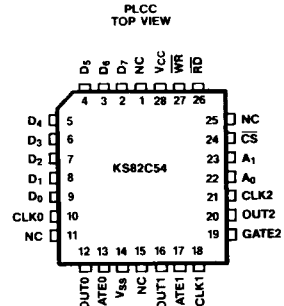 PLCC
TOP VIEW
D5 D6 D7 NC VCC WR RD
4 3 2 1 28 27 26
D4 5
D3 6
D2 7
D1 8
D0 9
CLK0 10
NC 11
KS82C54
25 NC
24 CS
23 A1
22 A0
21 CLK2
20 OUT2
19 GATE2
12 13 14 15 16 17 18
OUT0 GATE0 VSS NC OUT1 GATE1 CLK1